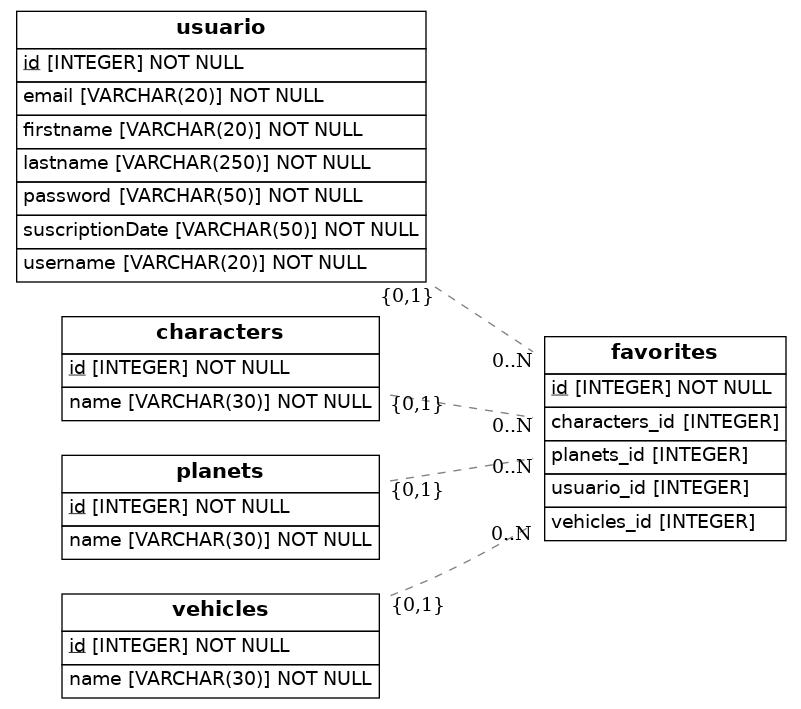 usuario
id [INTEGER] NOT NULL
email [VARCHAR(20)] NOT NULL
firstname [VARCHAR(20)] NOT NULL
lastname [VARCHAR(250)] NOT NULL
password [VARCHAR(50)] NOT NULL
suscriptionDate [VARCHAR(50)] NOT NULL
username [VARCHAR(20)] NOT NULL
{0,1}
0..N
characters
id [INTEGER] NOT NULL
name [VARCHAR(30)] NOT NULL
{0,1}
0..N
planets
id [INTEGER] NOT NULL
name [VARCHAR(30)] NOT NULL
{0,1}
0..N
vehicles
id [INTEGER] NOT NULL
name [VARCHAR(30)] NOT NULL
{0,1}
0..N
favorites
id [INTEGER] NOT NULL
characters_id [INTEGER]
planets_id [INTEGER]
usuario_id [INTEGER]
vehicles_id [INTEGER]